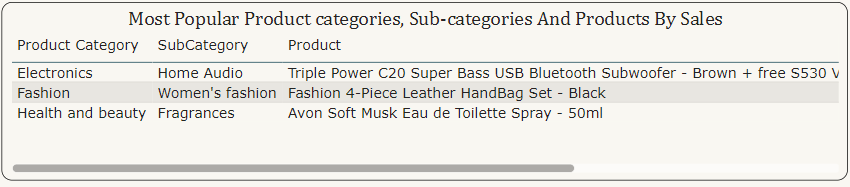 Most Popular Product categories, Sub-categories And Products By Sales
Product Category SubCategory Product
Electronics Home Audio Triple Power C20 Super Bass USB Bluetooth Subwoofer - Brown + free S530
Fashion Women's fashion Fashion 4-Piece Leather HandBag Set - Black
Health and beauty Fragrances Avon Soft Musk Eau de Toilette Spray - 50ml